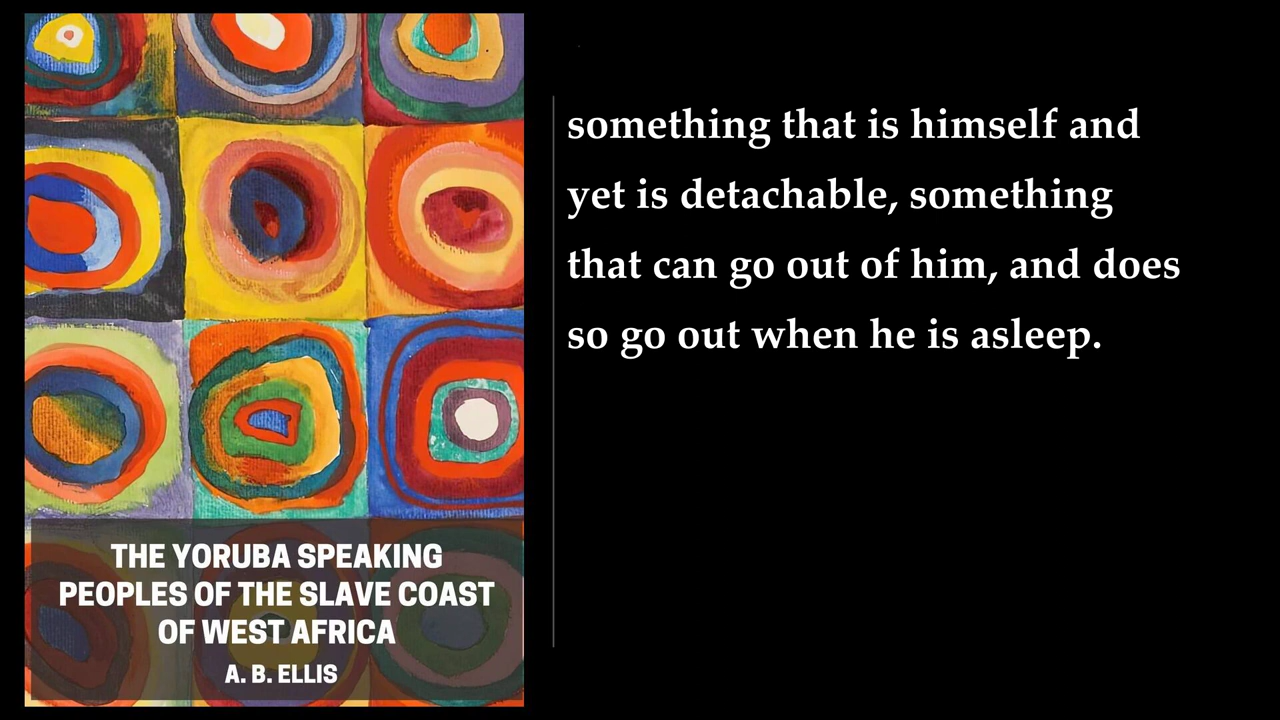 something that is himself and
yet is detachable, something
that can go out of him, and does
so go out when he is asleep.
THE YORUBA SPEAKING
PEOPLES OF THE SLAVE COAST
OF WEST AFRICA
A. B. ELLIS